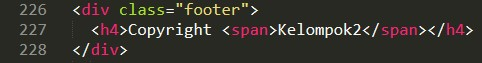 226 <div class="footer">
227   <h4>Copyright <span>Kelompok2</span></h4>
228 </div>